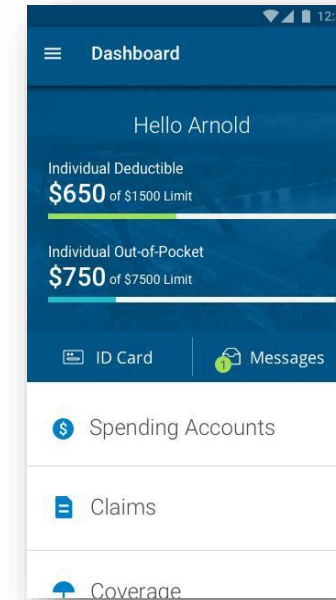 12:
Dashboard
Hello Arnold
Individual Deductible
$650 of $1500 Limit
Individual Out-of-Pocket
$750 of $7500 Limit
ID Card
1 Messages
Spending Accounts
Claims
Coverage